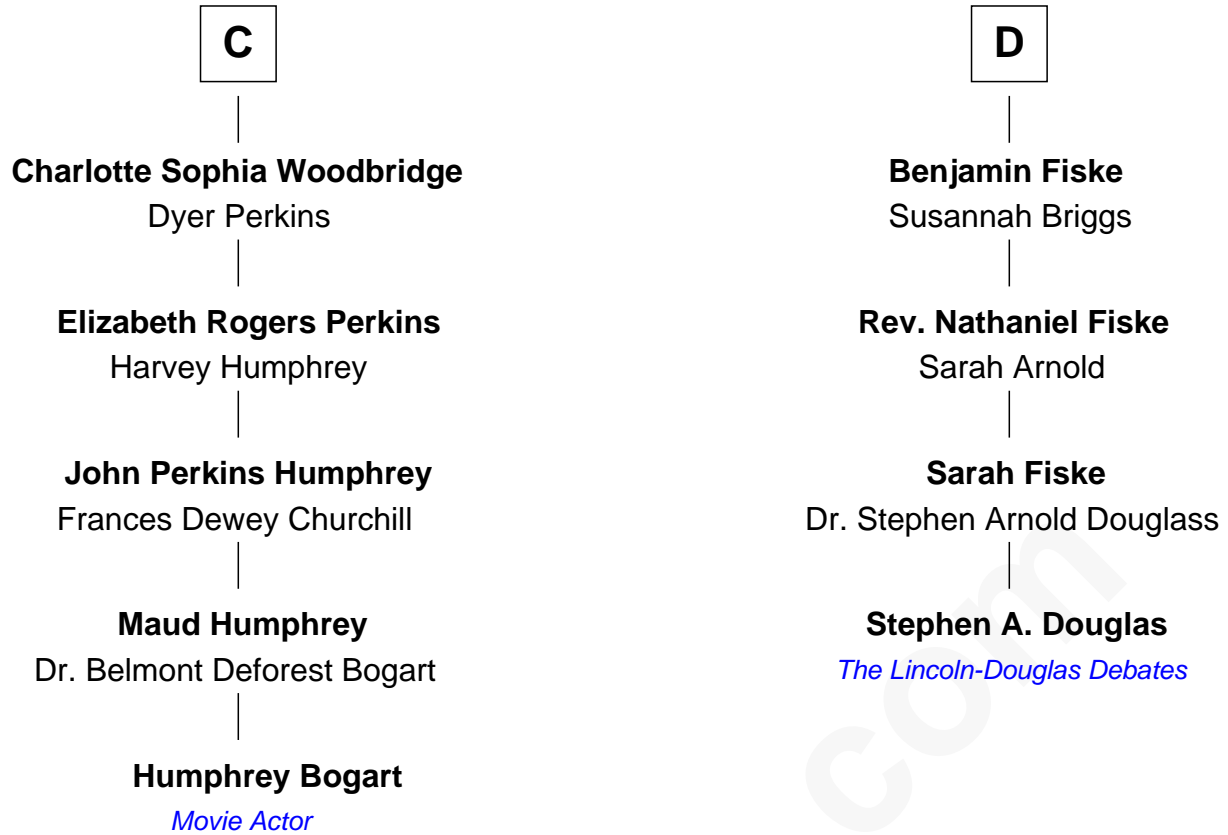 C
Charlotte Sophia Woodbridge
Dyer Perkins
Elizabeth Rogers Perkins
Harvey Humphrey
John Perkins Humphrey
Frances Dewey Churchill
Maud Humphrey
Dr. Belmont Deforest Bogart
Humphrey Bogart
Movie Actor
D
Benjamin Fiske
Susannah Briggs
Rev. Nathaniel Fiske
Sarah Arnold
Sarah Fiske
Dr. Stephen Arnold Douglass
Stephen A. Douglas
The Lincoln-Douglas Debates
com